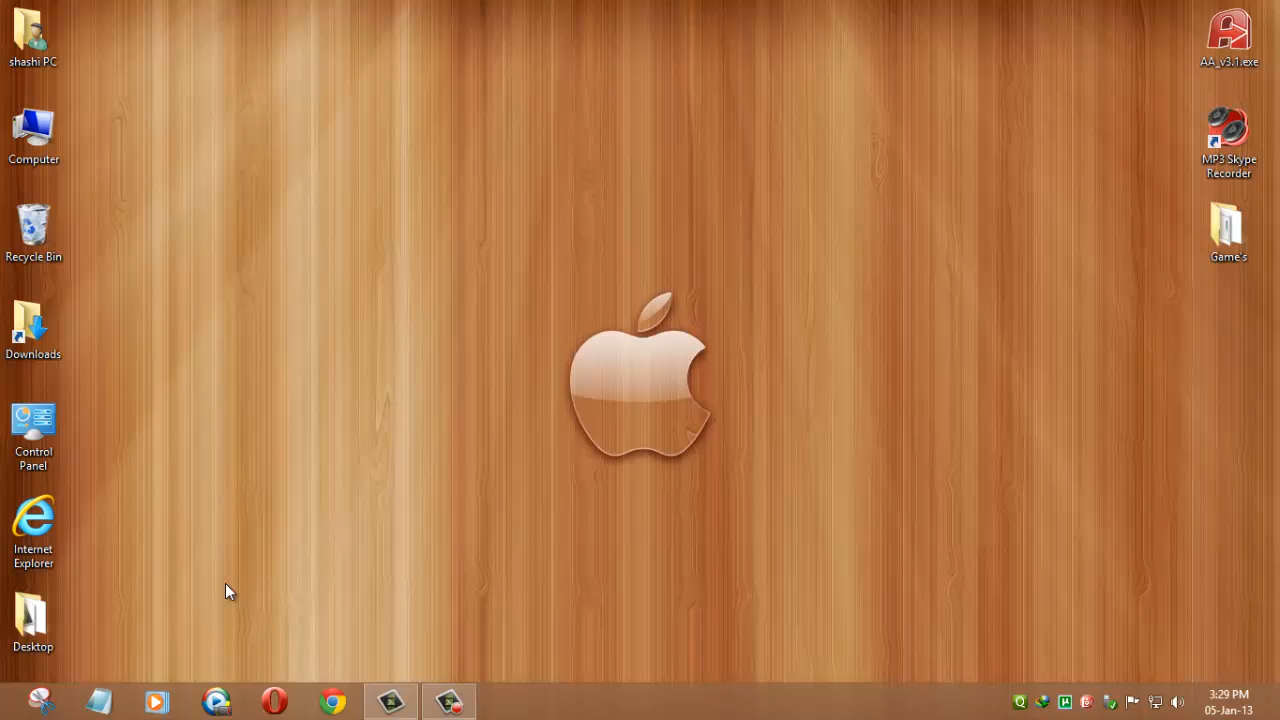 shashi PC
Computer
Recycle Bin
Downloads
Control
Panel
Internet
Explorer
Desktop
AA_v3.1.exe
MP3 Skype
Recorder
Game's
3:29 PM
05-Jan-13